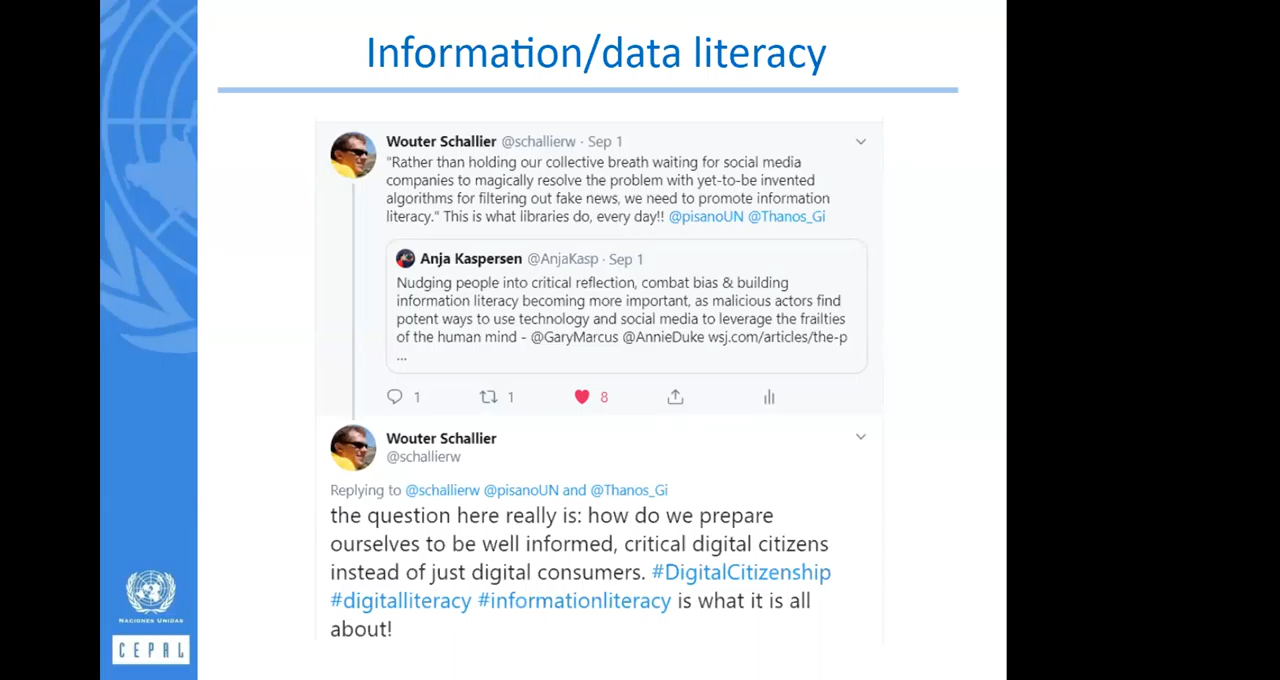 Information/data literacy
Wouter Schallier @schallierw · Sep 1
"Rather than holding our collective breath waiting for social media
companies to magically resolve the problem with yet-to-be invented
algorithms for filtering out fake news, we need to promote information
literacy." This is what libraries do, every day!! @pisanoUN @Thanos_Gi
Anja Kaspersen @AnjaKasp · Sep 1
Nudging people into critical reflection, combat bias & building
information literacy becoming more important, as malicious actors find
potent ways to use technology and social media to leverage the frailties
of the human mind - @GaryMarcus @AnnieDuke wsj.com/articles/the-p
...
1 1 8
Wouter Schallier
@schallierw
Replying to @schallierw @pisanoUN and @Thanos_Gi
the question here really is: how do we prepare
ourselves to be well informed, critical digital citizens
instead of just digital consumers. #DigitalCitizenship
#digitalliteracy #informationliteracy is what it is all
about!
NACIONES UNIDAS
CEPAL